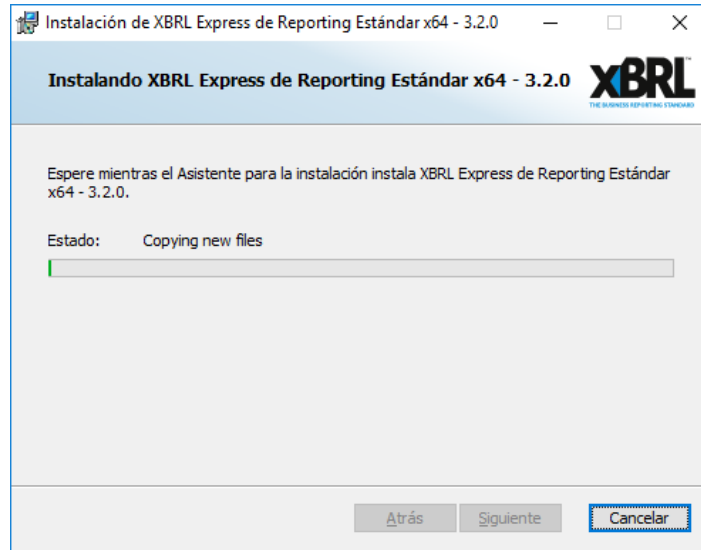 Instalación de XBRL Express de Reporting Estándar x64 - 3.2.0
Instalando XBRL Express de Reporting Estándar x64 - 3.2.0
XBRL™
THE BUSINESS REPORTING STANDARD
Espere mientras el Asistente para la instalación instala XBRL Express de Reporting Estándar
x64 - 3.2.0.
Estado: Copying new files
Atrás Siguiente Cancelar